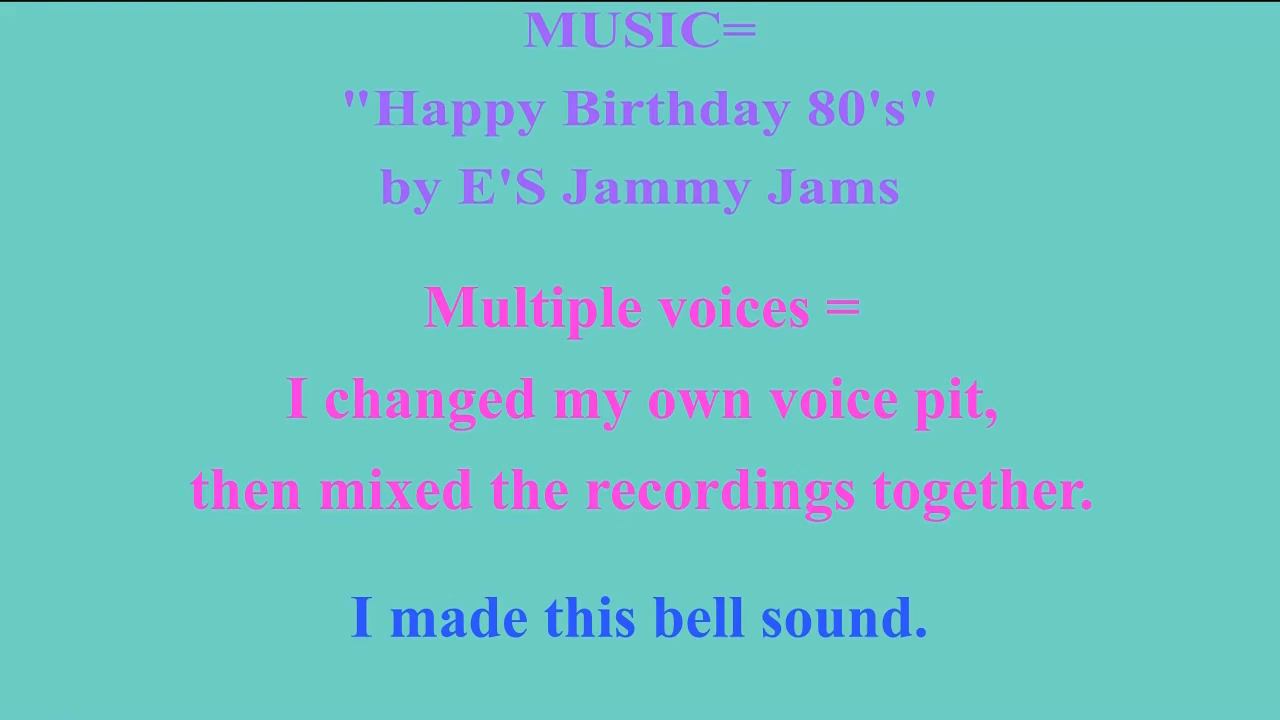 MUSIC=
"Happy Birthday 80's"
by E'S Jammy Jams
Multiple voices =
I changed my own voice pit,
then mixed the recordings together.
I made this bell sound.